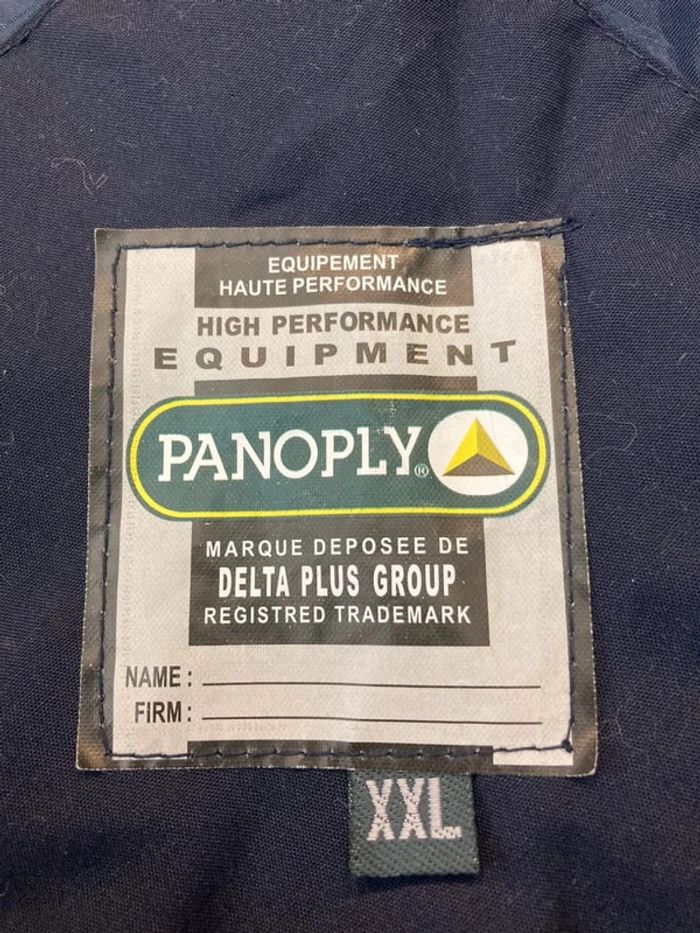 EQUIPEMENT
HAUTE PERFORMANCE
HIGH PERFORMANCE
EQUIPMENT
PANOPLY®
MARQUE DEPOSEE DE
DELTA PLUS GROUP
REGISTRED TRADEMARK
NAME :
FIRM :
XXL